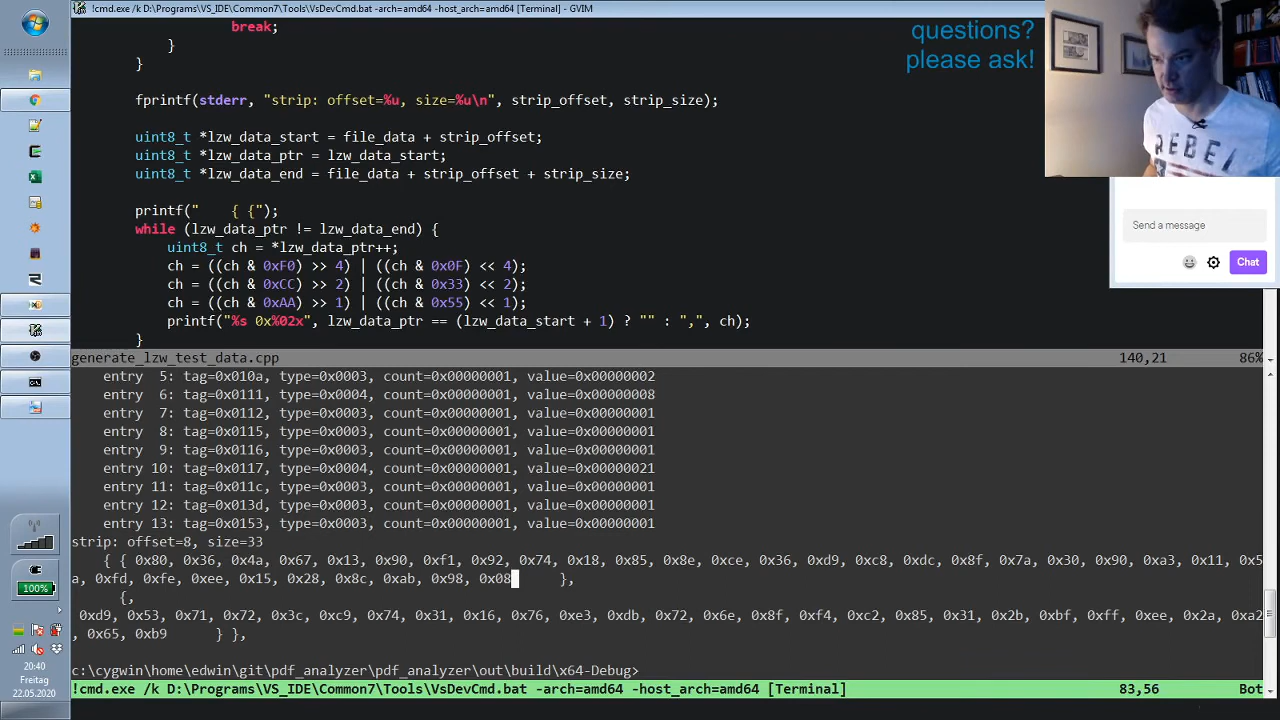 !cmd.exe /k D:\Programs\VS_IDE\Common7\Tools\VsDevCmd.bat -arch=amd64 -host_arch=amd64 [Terminal] - GVIM
break;
}
}
fprintf(stderr, "strip: offset=%u, size=%u\n", strip_offset, strip_size);
uint8_t *lzw_data_start = file_data + strip_offset;
uint8_t *lzw_data_ptr = lzw_data_start;
uint8_t *lzw_data_end = file_data + strip_offset + strip_size;
printf("    { {");
while (lzw_data_ptr != lzw_data_end) {
uint8_t ch = *lzw_data_ptr++;
ch = ((ch & 0xF0) >> 4) | ((ch & 0x0F) << 4);
ch = ((ch & 0xCC) >> 2) | ((ch & 0x33) << 2);
ch = ((ch & 0xAA) >> 1) | ((ch & 0x55) << 1);
printf("%s 0x%02x", lzw_data_ptr == (lzw_data_start + 1) ? "" : ",", ch);
}
generate_lzw_test_data.cpp 140,21 86%
entry  5: tag=0x010a, type=0x0003, count=0x00000001, value=0x00000002
entry  6: tag=0x0111, type=0x0004, count=0x00000001, value=0x00000008
entry  7: tag=0x0112, type=0x0003, count=0x00000001, value=0x00000001
entry  8: tag=0x0115, type=0x0003, count=0x00000001, value=0x00000001
entry  9: tag=0x0116, type=0x0003, count=0x00000001, value=0x00000001
entry 10: tag=0x0117, type=0x0004, count=0x00000001, value=0x00000021
entry 11: tag=0x011c, type=0x0003, count=0x00000001, value=0x00000001
entry 12: tag=0x013d, type=0x0003, count=0x00000001, value=0x00000001
entry 13: tag=0x0153, type=0x0003, count=0x00000001, value=0x00000001
strip: offset=8, size=33
{ { 0x80, 0x36, 0x4a, 0x67, 0x13, 0x90, 0xf1, 0x92, 0x74, 0x18, 0x85, 0x8e, 0xce, 0x36, 0xd9, 0xc8, 0xdc, 0x8f, 0x7a, 0x30, 0x90, 0xa3, 0x11, 0x5
a, 0xfd, 0xfe, 0xee, 0x15, 0x28, 0x8c, 0xab, 0x98, 0x08 },
{,
0xd9, 0x53, 0x71, 0x72, 0x3c, 0xc9, 0x74, 0x31, 0x16, 0x76, 0xe3, 0xdb, 0x72, 0x6e, 0x8f, 0xf4, 0xc2, 0x85, 0x31, 0x2b, 0xbf, 0xff, 0xee, 0x2a, 0xa2
, 0x65, 0xb9 } },
c:\cygwin\home\edwin\git\pdf_analyzer\pdf_analyzer\out\build\x64-Debug>
!cmd.exe /k D:\Programs\VS_IDE\Common7\Tools\VsDevCmd.bat -arch=amd64 -host_arch=amd64 [Terminal] 83,56 Bot
questions?
please ask!
REBEL
Send a message
Chat
100%
20:40
Freitag
22.05.2020